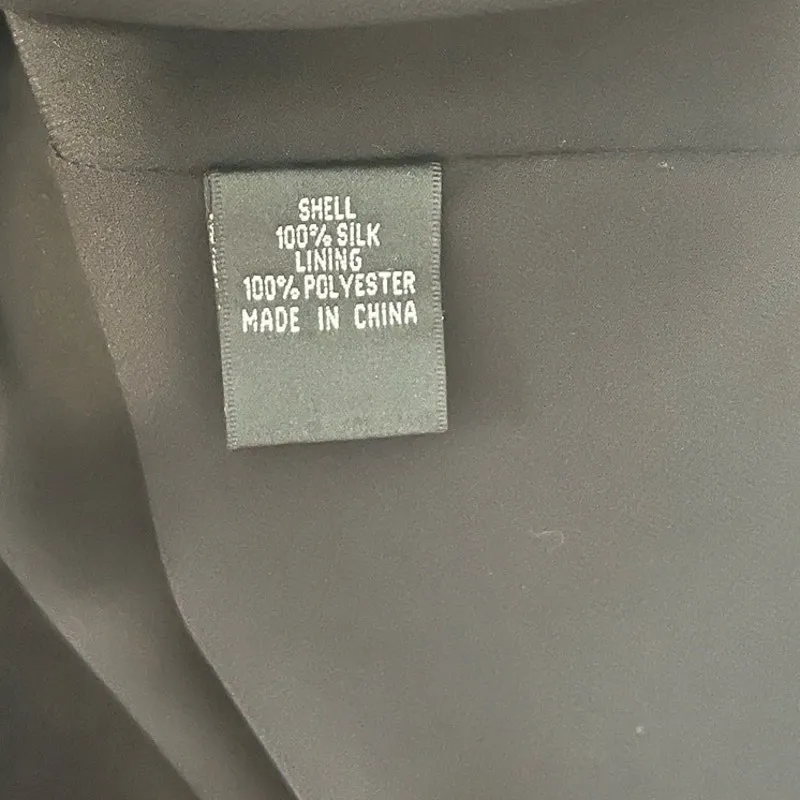 SHELL
100% SILK
LINING
100% POLYESTER
MADE IN CHINA